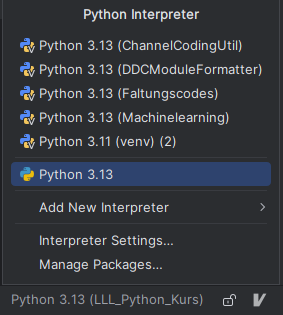 Python Interpreter
Python 3.13 (ChannelCodingUtil)
Python 3.13 (DDCModuleFormatter)
Python 3.13 (Faltungscodes)
Python 3.13 (Machinelearning)
Python 3.11 (venv) (2)
Python 3.13
Add New Interpreter
Interpreter Settings...
Manage Packages...
Python 3.13 (LLL_Python_Kurs)